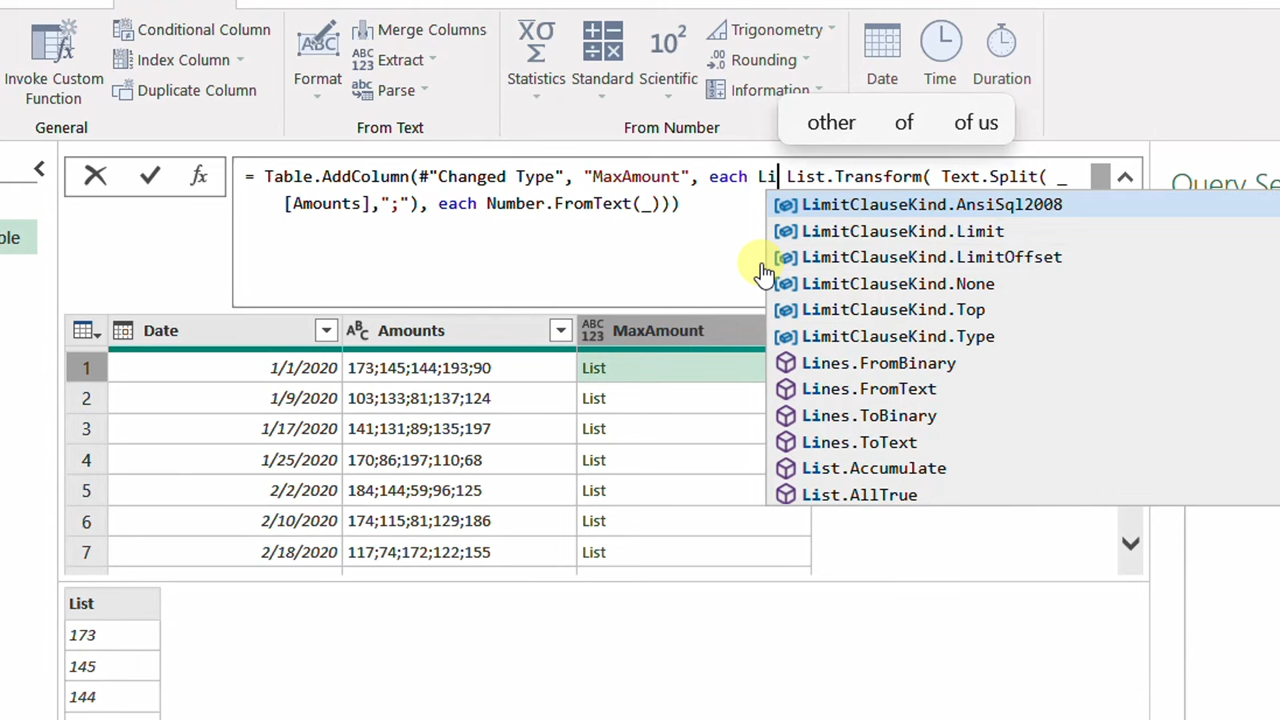 Conditional Column
Index Column
Duplicate Column
Invoke Custom
Function
General
Format
Merge Columns
Extract
Parse
From Text
Statistics
Standard
Scientific
Trigonometry
Rounding
Information
From Number
Date
Time
Duration
other of of us
= Table.AddColumn(#"Changed Type", "MaxAmount", each Li List.Transform( Text.Split( _
[Amounts],";"), each Number.FromText(_)))
LimitClauseKind.AnsiSql2008
LimitClauseKind.Limit
LimitClauseKind.LimitOffset
LimitClauseKind.None
LimitClauseKind.Top
LimitClauseKind.Type
Lines.FromBinary
Lines.FromText
Lines.ToBinary
Lines.ToText
List.Accumulate
List.AllTrue
ble
Date ABC Amounts ABC 123 MaxAmount
1 1/1/2020 173;145;144;193;90 List
2 1/9/2020 103;133;81;137;124 List
3 1/17/2020 141;131;89;135;197 List
4 1/25/2020 170;86;197;110;68 List
5 2/2/2020 184;144;59;96;125 List
6 2/10/2020 174;115;81;129;186 List
7 2/18/2020 117;74;172;122;155 List
List
173
145
144